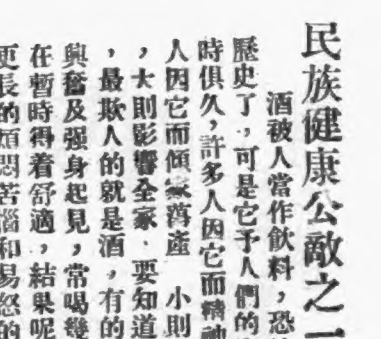 民族健康公敵之一
酒被人當作飲料，恐
歷史了，可是它予人們的
時俱久，許多人因它而精神
人因它而傾家蕩產　小則
，大則影響全家．要知道
，最欺人的就是酒，有的
興奮及强身起見，常喝幾
在暫時得着舒適，結果呢
更長的煩悶苦惱和易怒的